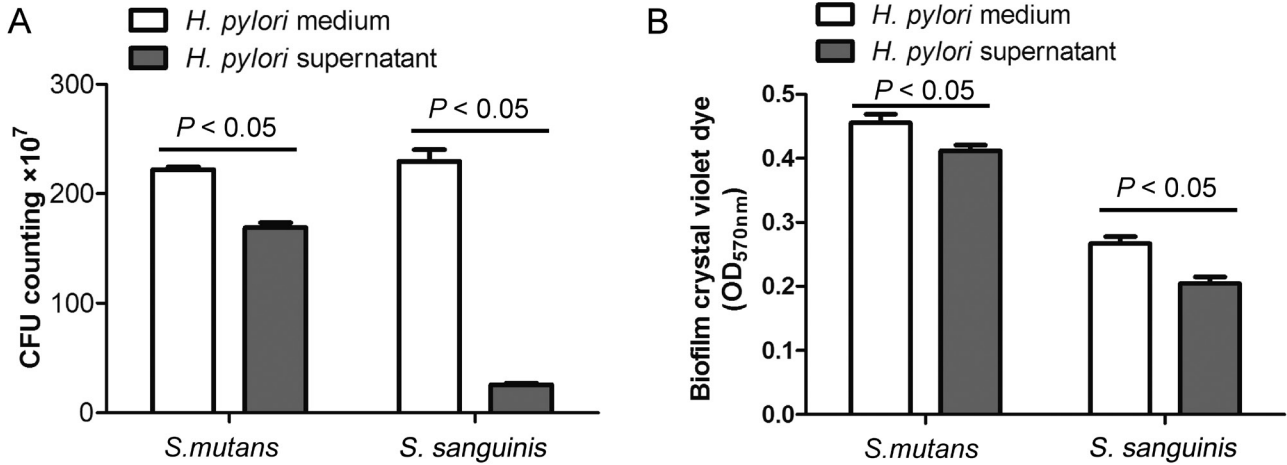 A
H. pylori medium
H. pylori supernatant
CFU counting ×10⁷
300
200
100
0
P < 0.05
P < 0.05
S.mutans
S. sanguinis
B
H. pylori medium
H. pylori supernatant
Biofilm crystal violet dye
(OD₅₇₀ₙₘ)
0.5
0.4
0.3
0.2
0.1
0.0
P < 0.05
P < 0.05
S.mutans
S. sanguinis